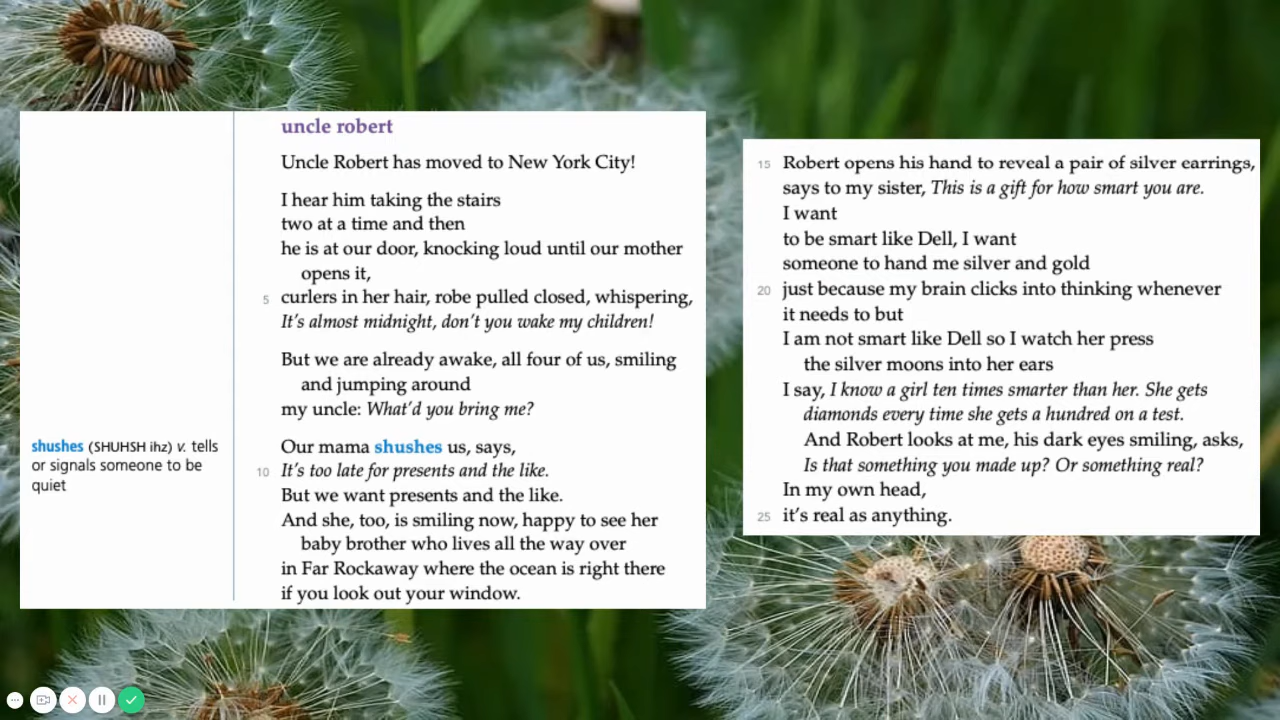 uncle robert
Uncle Robert has moved to New York City!
I hear him taking the stairs
two at a time and then
he is at our door, knocking loud until our mother
opens it,
5 curlers in her hair, robe pulled closed, whispering,
It's almost midnight, don't you wake my children!
But we are already awake, all four of us, smiling
and jumping around
my uncle: What'd you bring me?
Our mama shushes us, says,
10 It's too late for presents and the like.
But we want presents and the like.
And she, too, is smiling now, happy to see her
baby brother who lives all the way over
in Far Rockaway where the ocean is right there
if you look out your window.
shushes (SHUHSH ihz) v. tells
or signals someone to be
quiet
15 Robert opens his hand to reveal a pair of silver earrings,
says to my sister, This is a gift for how smart you are.
I want
to be smart like Dell, I want
someone to hand me silver and gold
20 just because my brain clicks into thinking whenever
it needs to but
I am not smart like Dell so I watch her press
the silver moons into her ears
I say, I know a girl ten times smarter than her. She gets
diamonds every time she gets a hundred on a test.
And Robert looks at me, his dark eyes smiling, asks,
Is that something you made up? Or something real?
In my own head,
25 it's real as anything.